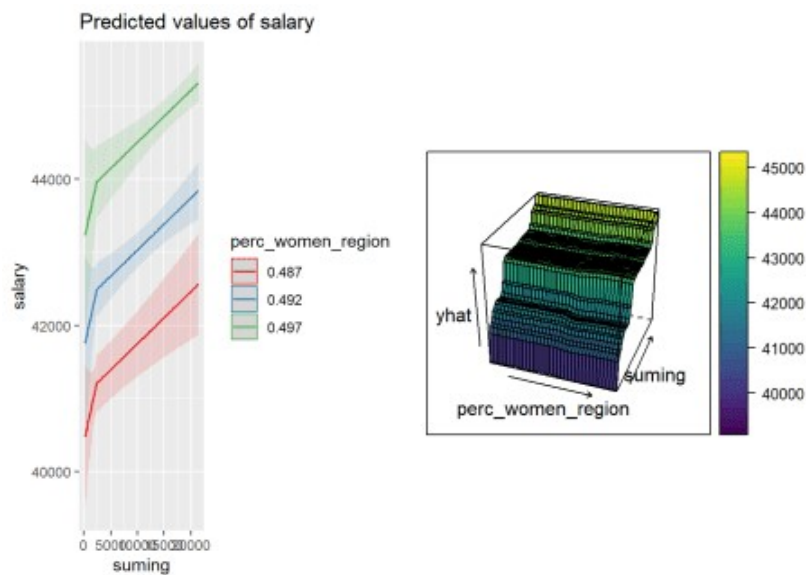 Predicted values of salary
44000
42000
40000
salary
0 5000 10000 15000 20000
suming
perc_women_region
0.487
0.492
0.497
yhat
suming
perc_women_region
45000
44000
43000
42000
41000
40000